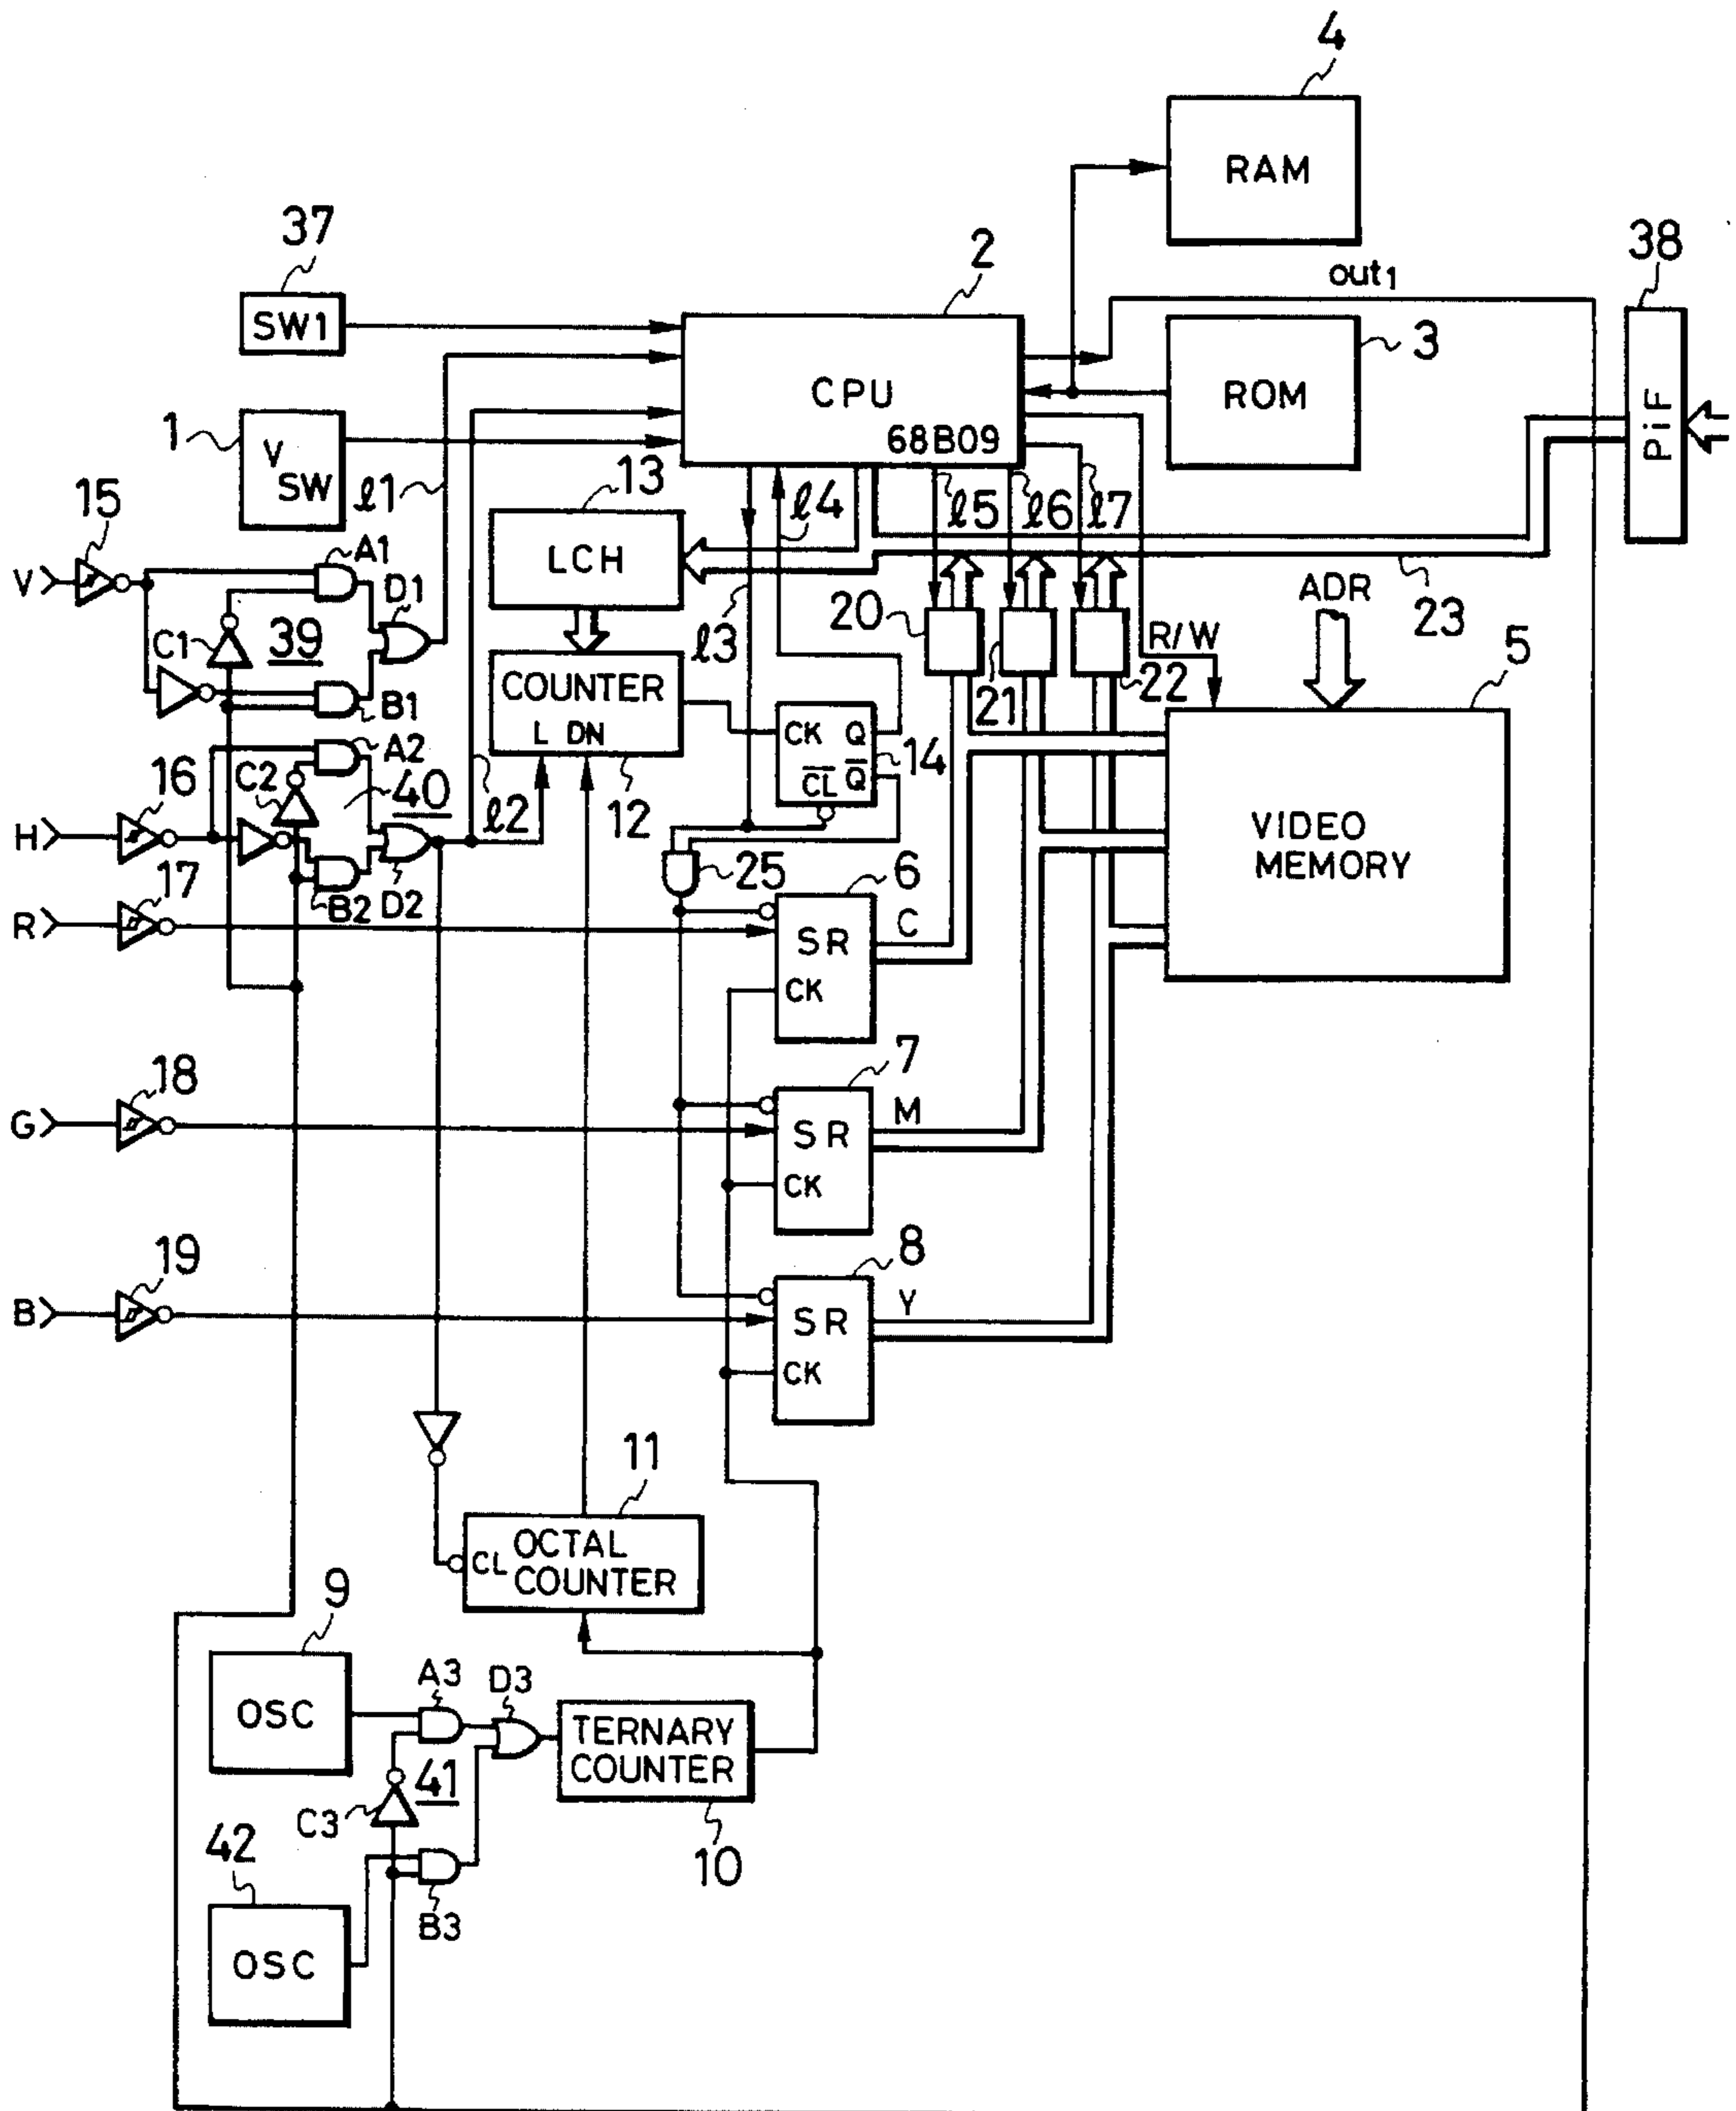 4
RAM
37
SW1
2
out1
38
PiF
CPU
68B09
3
ROM
1
V
SW
ℓ1
13
LCH
ℓ4
ℓ5
ℓ6
ℓ7
15
V
A1
D1
C1
39
B1
ℓ3
20
21
22
R/W
ADR
23
5
COUNTER
L DN
12
CK Q
CL Q
14
VIDEO
MEMORY
A2
C2
40
16
H
ℓ2
B2
D2
25
17
R
6
SR
C
CK
18
G
7
SR
M
CK
19
B
8
SR
Y
CK
11
CL
OCTAL
COUNTER
9
OSC
A3
D3
TERNARY
COUNTER
10
41
C3
42
OSC
B3